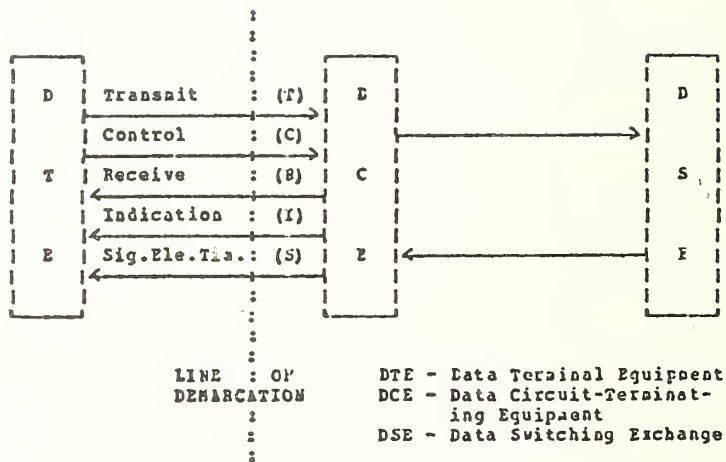 D Transmit : (T) D D
Control : (C)
T Receive : (R) C S
Indication : (I)
E Sig.Ele.Tim. : (S) E E
LINE : OF
DEMARCATION
DTE - Data Terminal Equipment
DCE - Data Circuit-Terminat-
ing Equipment
DSE - Data Switching Exchange